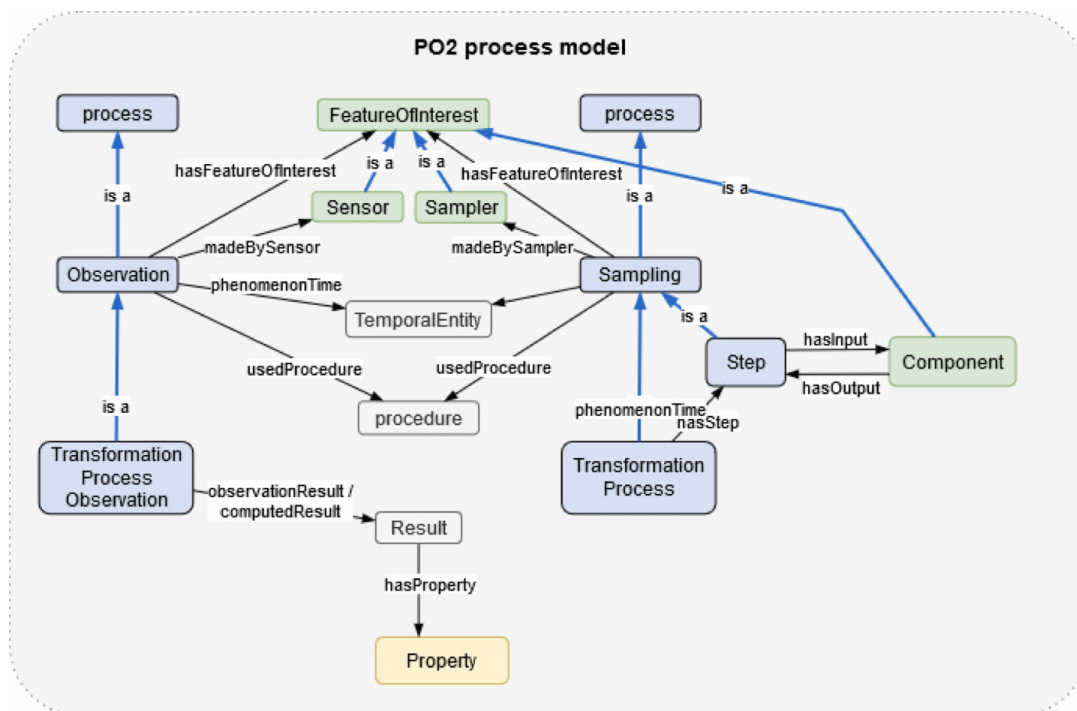 PO2 process model
process
FeatureOfInterest
process
hasFeatureOfInterest
is a
is a
hasFeatureOfInterest
is a
is a
is a
Sensor
Sampler
madeBySensor
madeBySampler
Observation
Sampling
phenomenonTime
TemporalEntity
is a
hasInput
Step
Component
usedProcedure
usedProcedure
hasOutput
is a
procedure
phenomenonTime
hasStep
Transformation
Process
Observation
Transformation
Process
observationResult /
computedResult
Result
hasProperty
Property